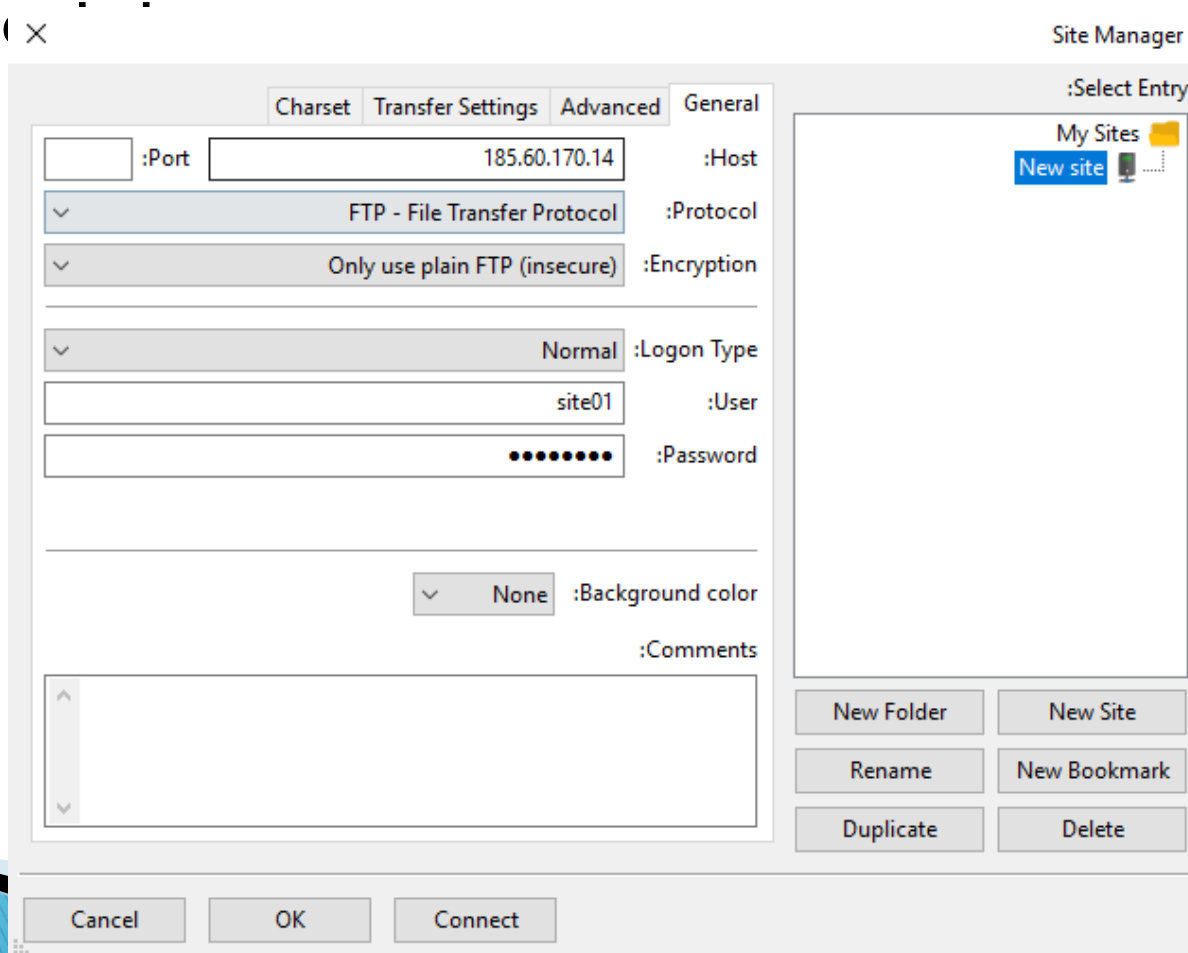 Site Manager
:Select Entry
My Sites
New site
General
Advanced
Transfer Settings
Charset
:Host 185.60.170.14 :Port
:Protocol FTP - File Transfer Protocol
:Encryption Only use plain FTP (insecure)
:Logon Type Normal
:User site01
:Password ●●●●●●●●
:Background color None
:Comments
New Folder New Site
Rename New Bookmark
Duplicate Delete
Cancel OK Connect